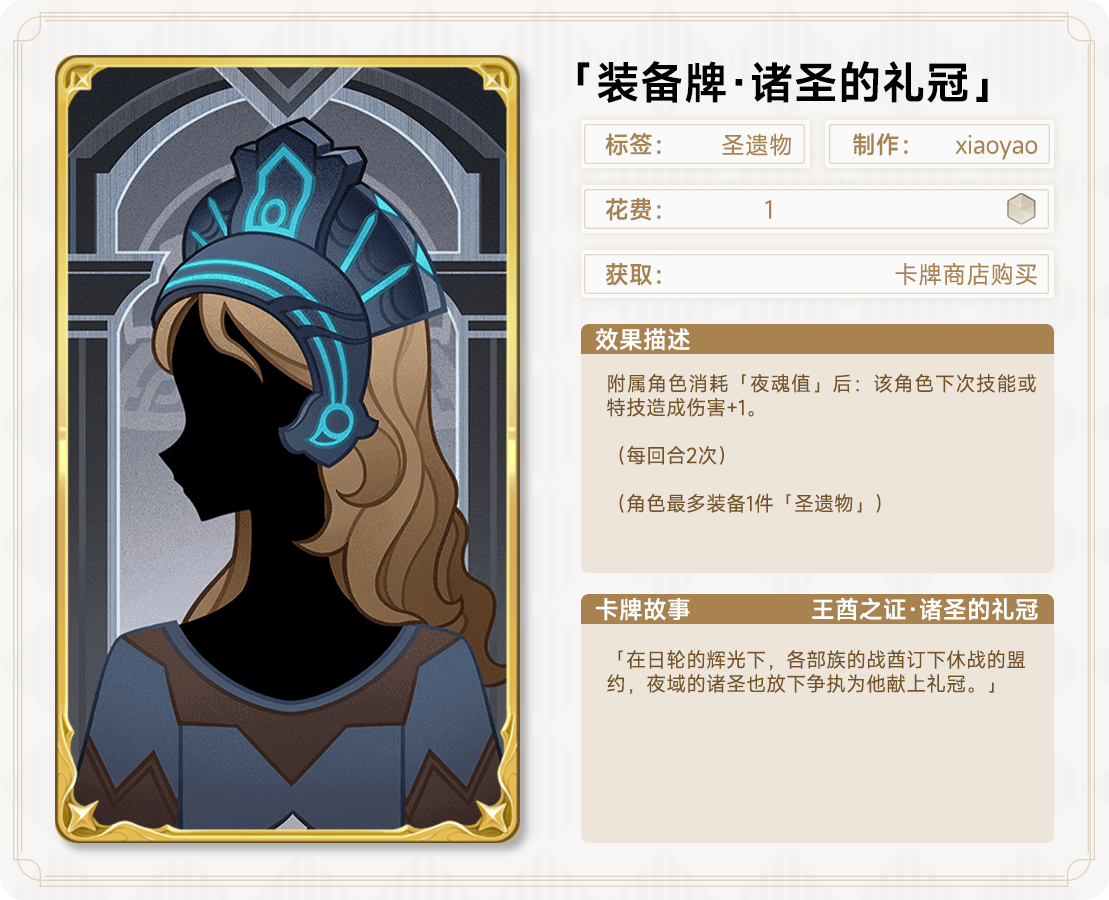 「装备牌·诸圣的礼冠」
标签： 圣遗物
制作： xiaoyao
花费： 1
获取： 卡牌商店购买
效果描述
附属角色消耗「夜魂值」后：该角色下次技能或
特技造成伤害+1。
（每回合2次）
（角色最多装备1件「圣遗物」）
卡牌故事 王酋之证·诸圣的礼冠
「在日轮的辉光下，各部族的战酋订下休战的盟
约，夜域的诸圣也放下争执为他献上礼冠。」